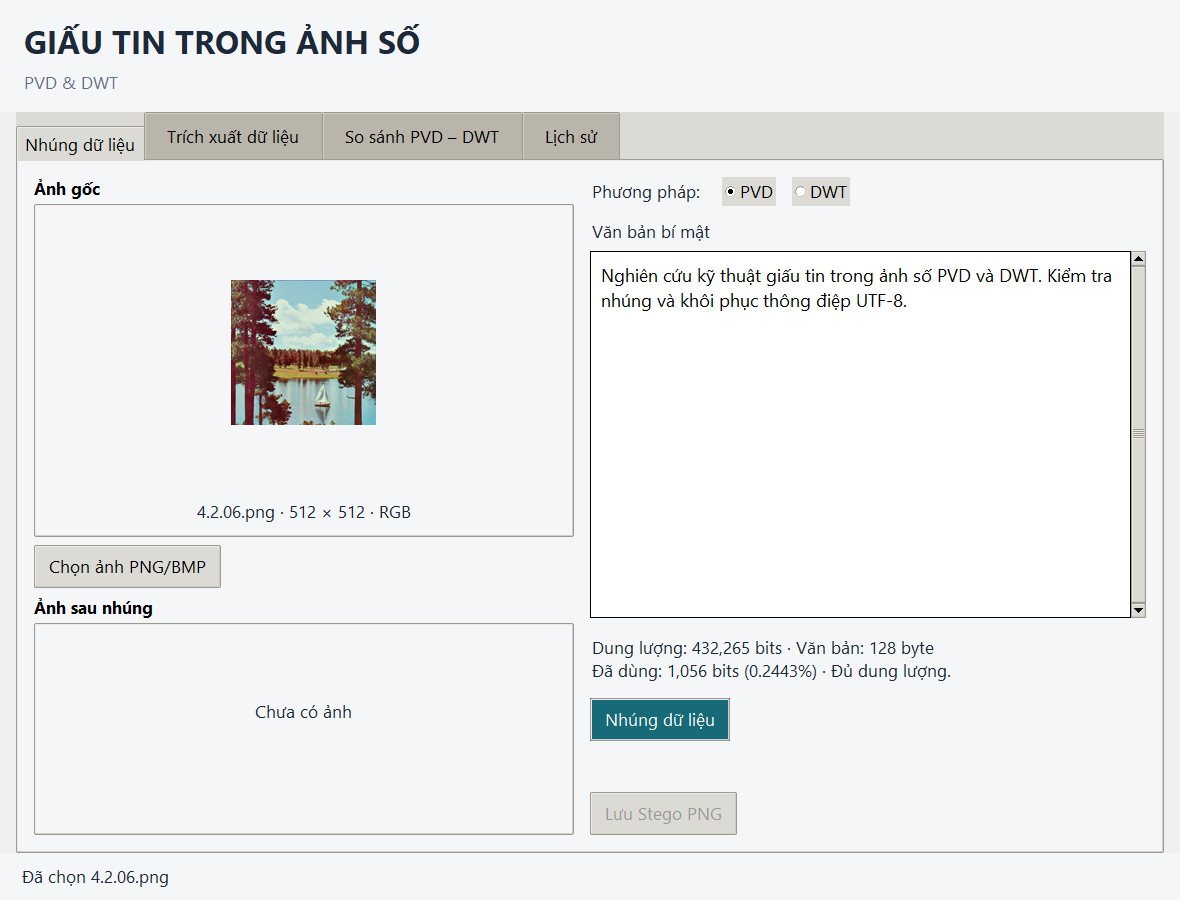 GIẤU TIN TRONG ẢNH SỐ
PVD & DWT
Nhúng dữ liệu
Trích xuất dữ liệu
So sánh PVD – DWT
Lịch sử
Ảnh gốc
4.2.06.png · 512 × 512 · RGB
Chọn ảnh PNG/BMP
Ảnh sau nhúng
Chưa có ảnh
Phương pháp:
PVD
DWT
Văn bản bí mật
Nghiên cứu kỹ thuật giấu tin trong ảnh số PVD và DWT. Kiểm tra
nhúng và khôi phục thông điệp UTF-8.
Dung lượng: 432,265 bits · Văn bản: 128 byte
Đã dùng: 1,056 bits (0.2443%) · Đủ dung lượng.
Nhúng dữ liệu
Lưu Stego PNG
Đã chọn 4.2.06.png